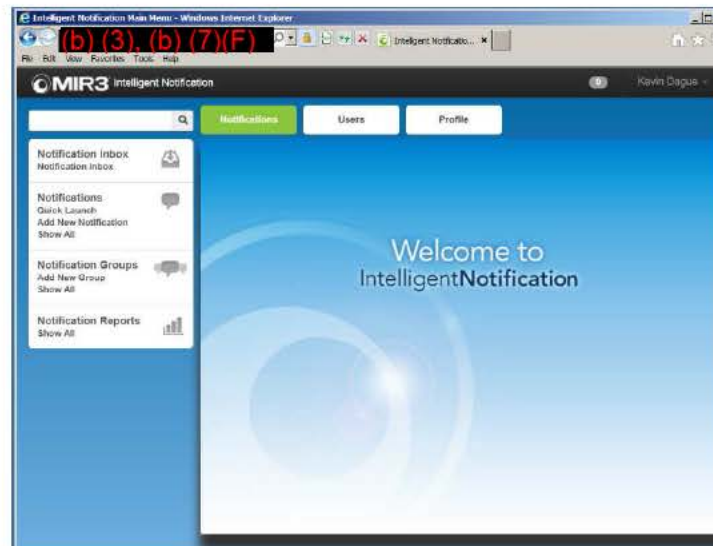 Intelligent Notification Main Menu - Windows Internet Explorer
(b) (3), (b) (7)(F)
Intelligent Notificatio...
File Edit View Favorites Tools Help
MIR3 Intelligent Notification
0
Kevin Dague
Notifications
Users
Profile
Notification Inbox
Notification Inbox
Notifications
Quick Launch
Add New Notification
Show All
Notification Groups
Add New Group
Show All
Notification Reports
Show All
Welcome to
IntelligentNotification